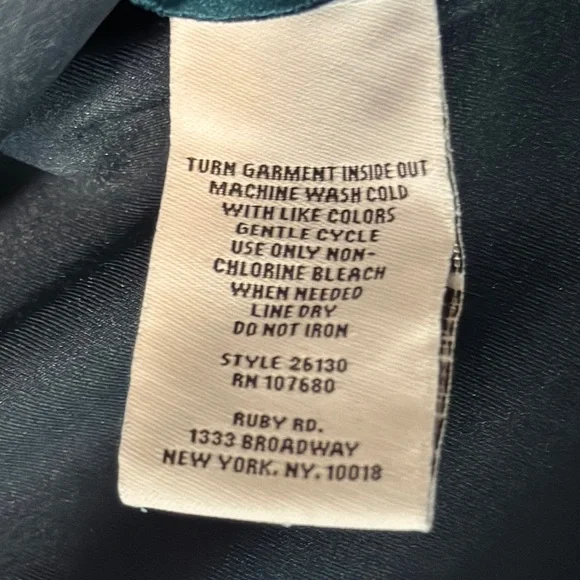 TURN GARMENT INSIDE OUT
MACHINE WASH COLD
WITH LIKE COLORS
GENTLE CYCLE
USE ONLY NON-
CHLORINE BLEACH
WHEN NEEDED
LINE DRY
DO NOT IRON
STYLE 26130
RN 107680
RUBY RD.
1333 BROADWAY
NEW YORK, NY, 10018